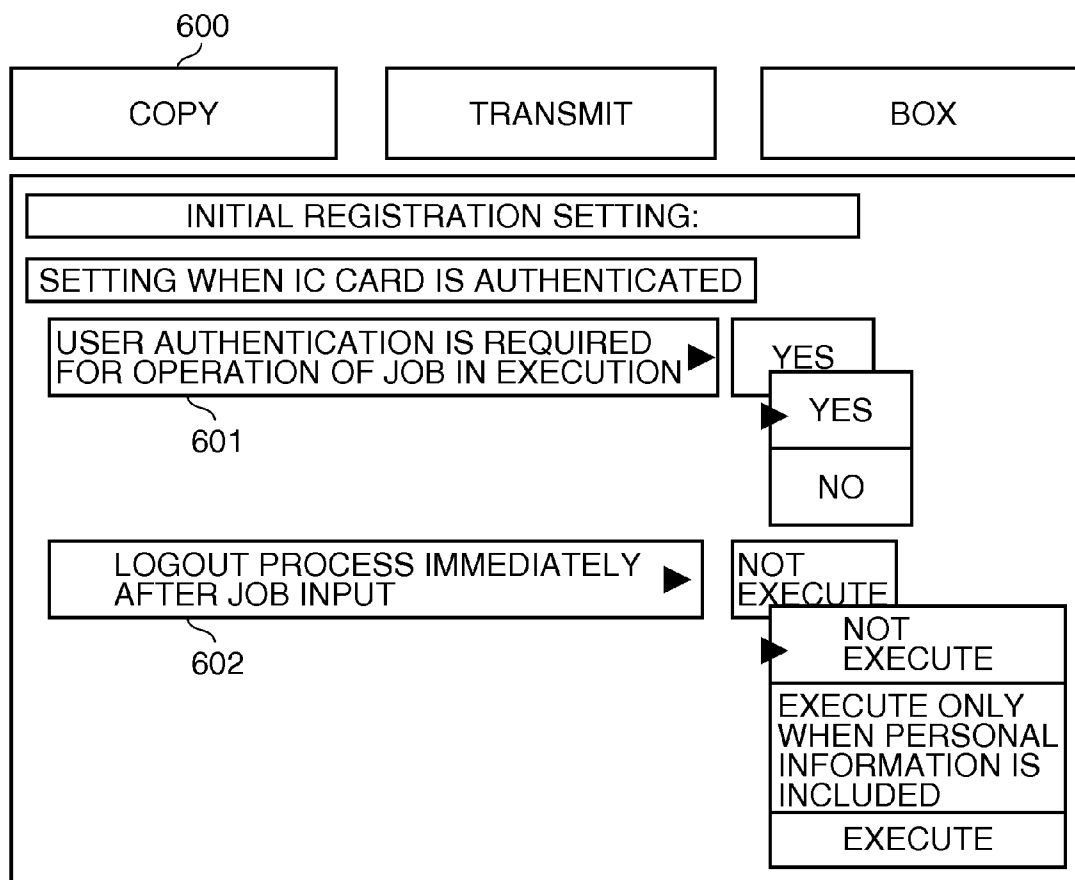 600
COPY
TRANSMIT
BOX
INITIAL REGISTRATION SETTING:
SETTING WHEN IC CARD IS AUTHENTICATED
USER AUTHENTICATION IS REQUIRED
FOR OPERATION OF JOB IN EXECUTION
YES
YES
NO
601
LOGOUT PROCESS IMMEDIATELY
AFTER JOB INPUT
NOT
EXECUTE
NOT
EXECUTE
EXECUTE ONLY
WHEN PERSONAL
INFORMATION IS
INCLUDED
EXECUTE
602